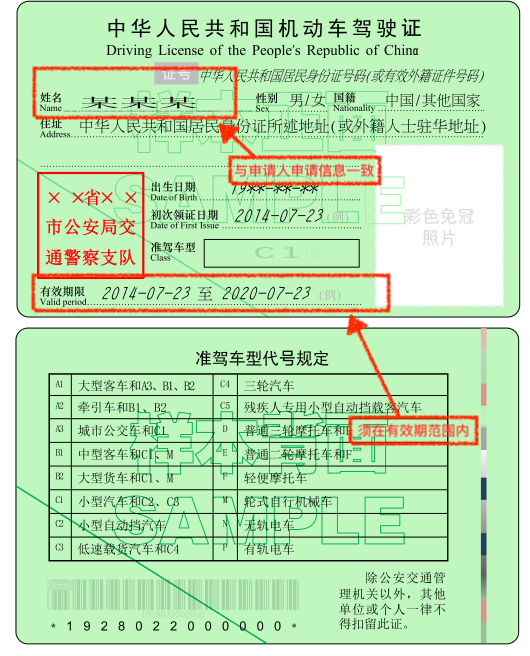 中华人民共和国机动车驾驶证
Driving License of the People's Republic of China
证号 中华人民共和国居民身份证号码(或有效外籍证件号码)
姓名 某某某 性别 男/女 国籍 中国/其他国家
Name Sex Nationality
住址 中华人民共和国居民身份证所述地址(或外籍人士驻华地址)
Address
样本
与申请人申请信息一致
SAMPLE
××省××
市公安局交
通警察支队
出生日期 19**-**-**
Date of Birth
初次领证日期 2014-07-23 (例)
Date of First Issue
准驾车型 C1 (例)
Class
彩色免冠
照片
有效期限 2014-07-23 至 2020-07-23 (例)
Valid period
准驾车型代号规定
A1 大型客车和A3、B1、B2 C4 三轮汽车
A2 牵引车和B1、B2 C5 残疾人专用小型自动挡载客汽车
A3 城市公交车和C1 D 普通三轮摩托车和E
须在有效期范围内
B1 中型客车和C1、M E 普通二轮摩托车和F
B2 大型货车和C1、M F 轻便摩托车
C1 小型汽车和C2、C3 M 轮式自行机械车
C2 小型自动挡汽车 N 无轨电车
C3 低速载货汽车和C4 P 有轨电车
样本背面
SAMPLE
除公安交通管
理机关以外，其他
单位或个人一律不
得扣留此证。
*1928022000000*